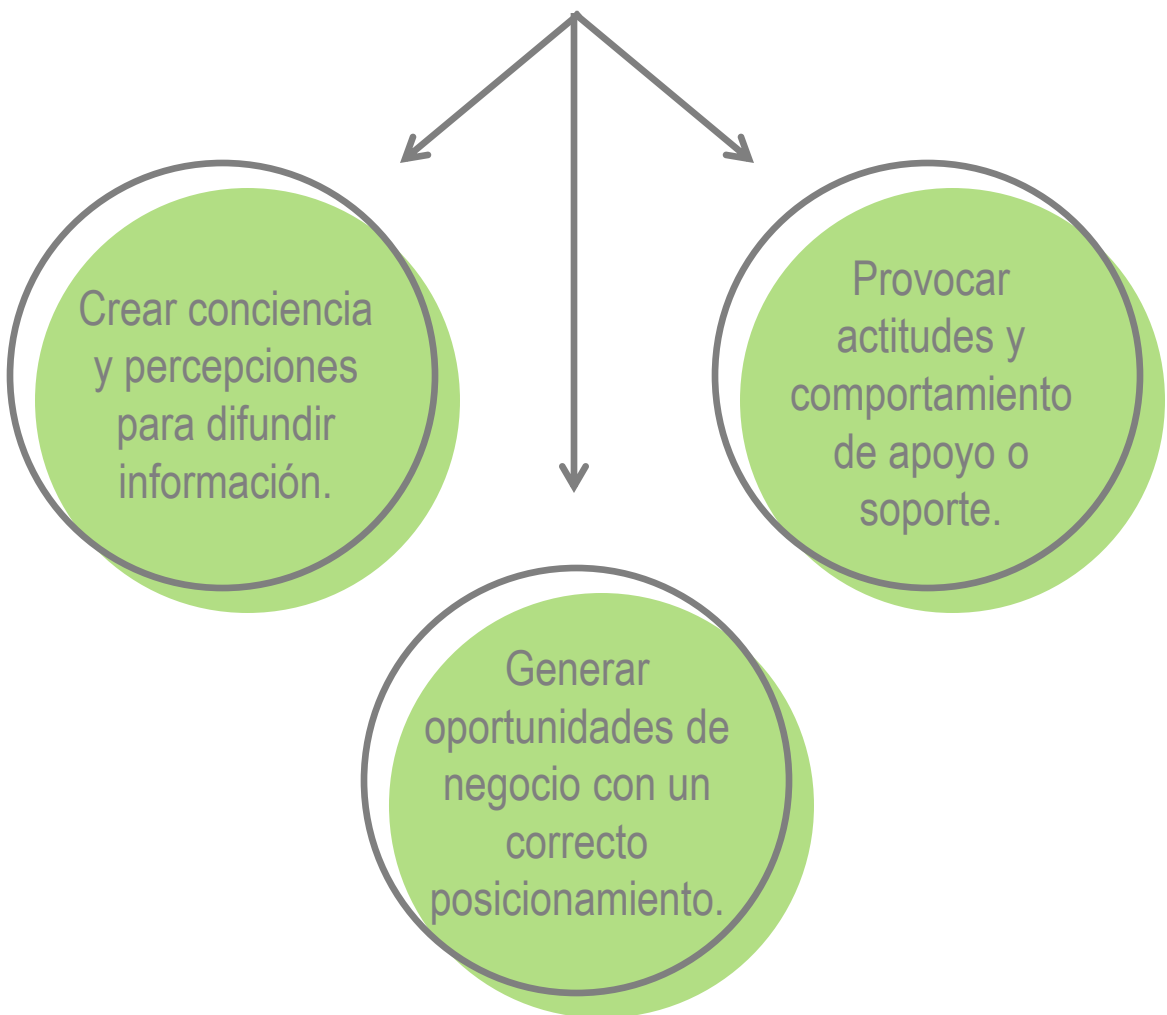 Crear conciencia
y percepciones
para difundir
información.
Provocar
actitudes y
comportamiento
de apoyo o
soporte.
Generar
oportunidades de
negocio con un
correcto
posicionamiento.